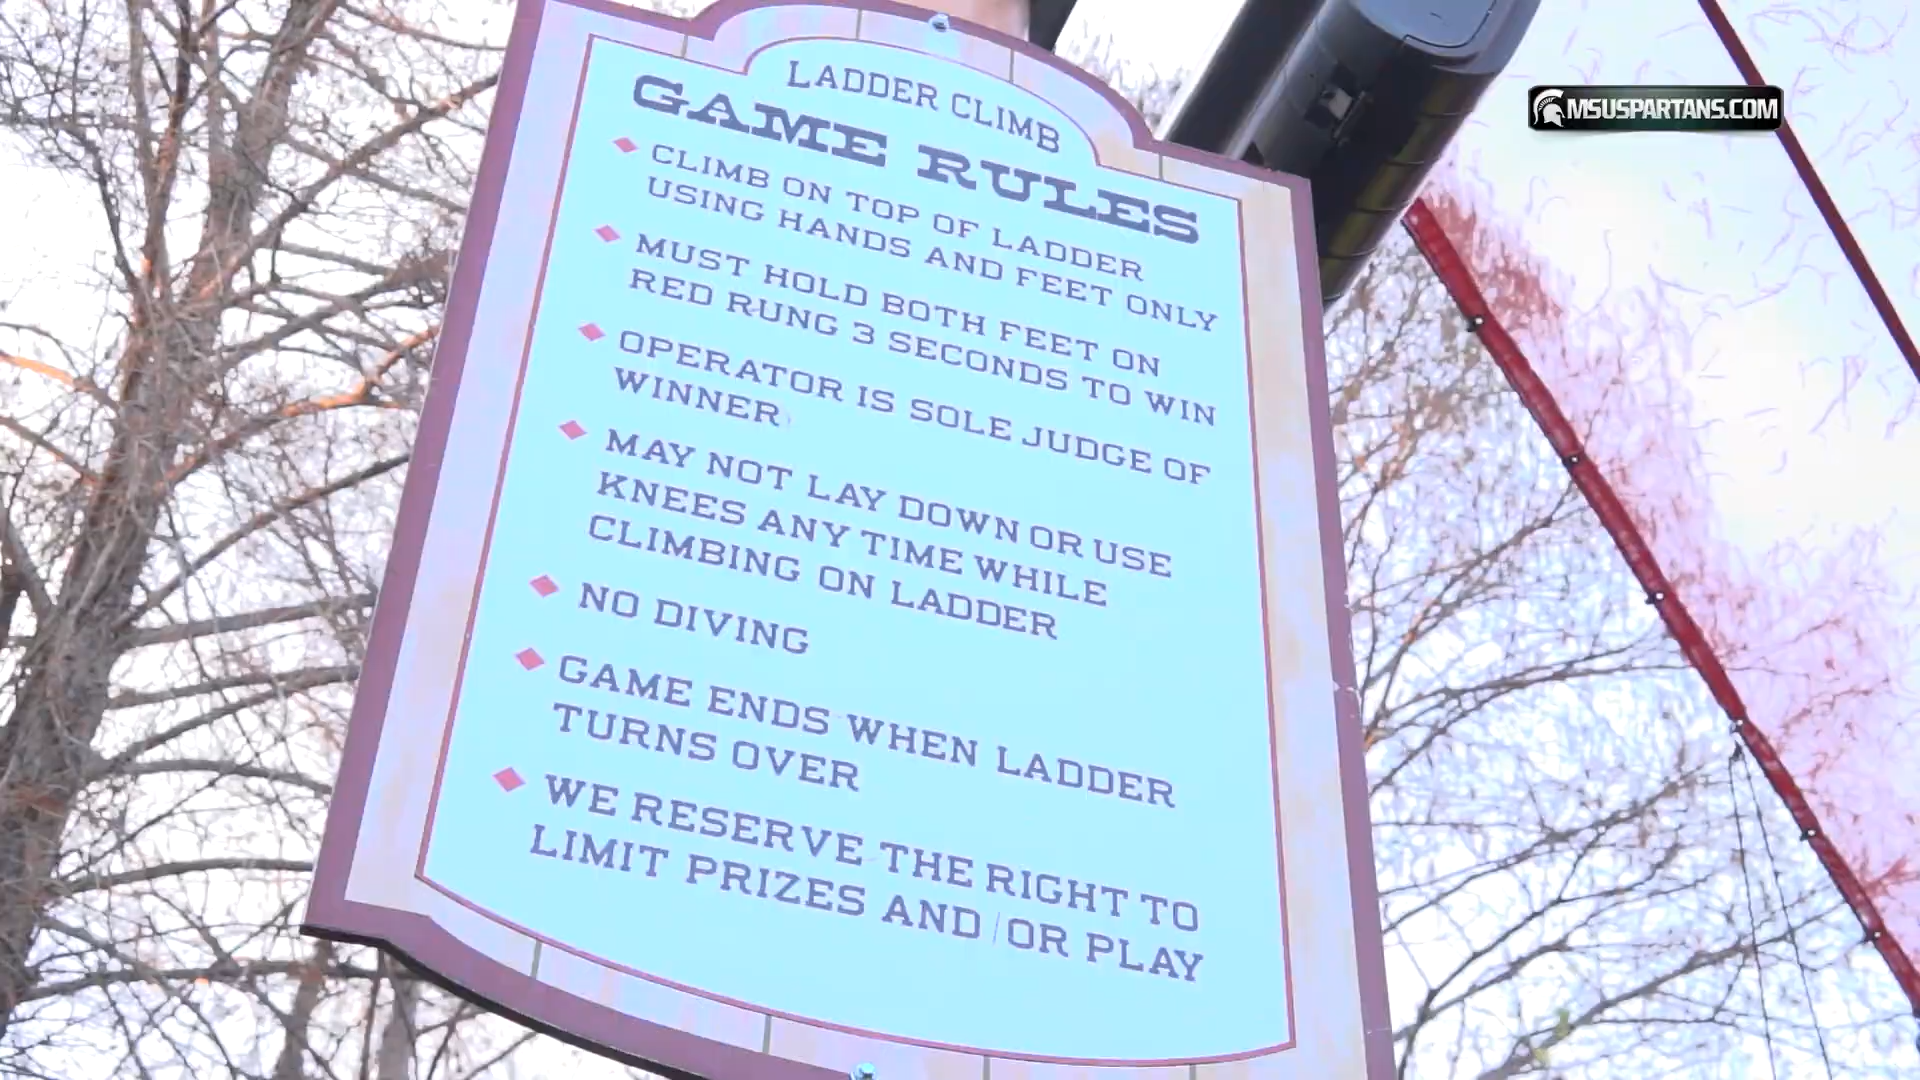 LADDER CLIMB
GAME RULES
CLIMB ON TOP OF LADDER
USING HANDS AND FEET ONLY
MUST HOLD BOTH FEET ON
RED RUNG 3 SECONDS TO WIN
OPERATOR IS SOLE JUDGE OF
WINNER
MAY NOT LAY DOWN OR USE
KNEES ANY TIME WHILE
CLIMBING ON LADDER
NO DIVING
GAME ENDS WHEN LADDER
TURNS OVER
WE RESERVE THE RIGHT TO
LIMIT PRIZES AND/OR PLAY
MSUSPARTANS.COM